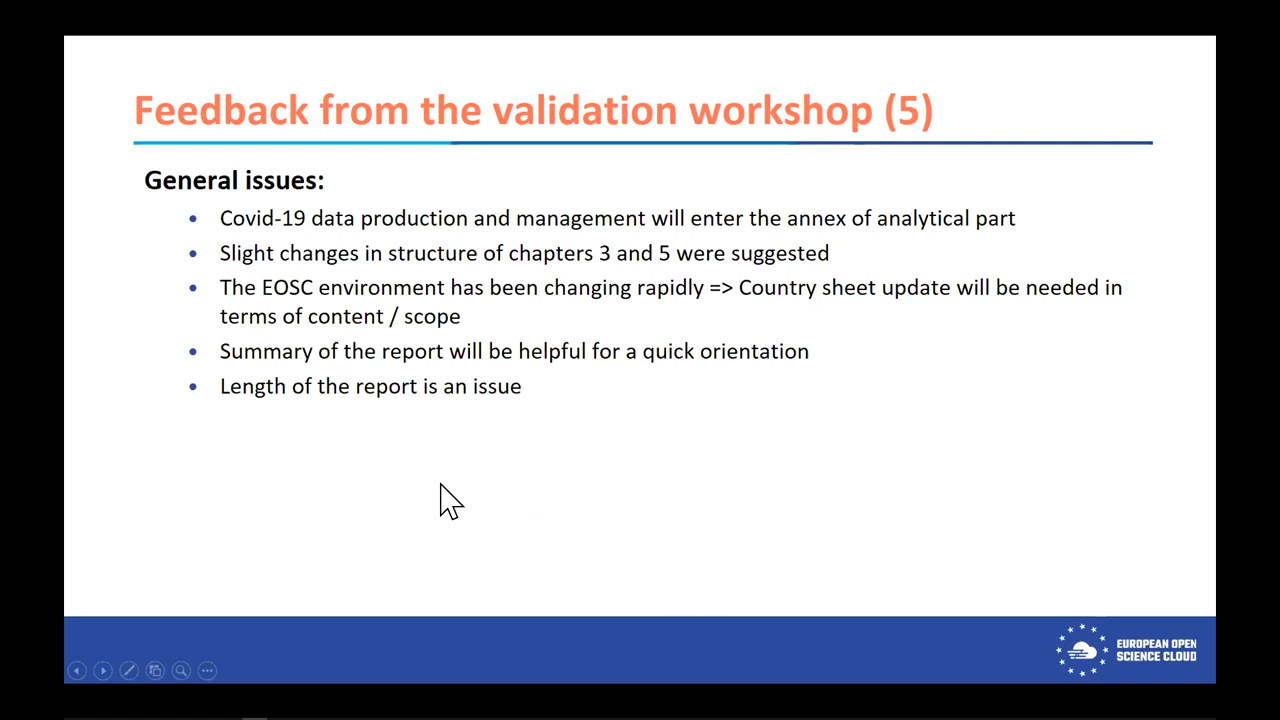 Feedback from the validation workshop (5)
General issues:
• Covid-19 data production and management will enter the annex of analytical part
• Slight changes in structure of chapters 3 and 5 were suggested
• The EOSC environment has been changing rapidly => Country sheet update will be needed in
terms of content / scope
• Summary of the report will be helpful for a quick orientation
• Length of the report is an issue
EUROPEAN OPEN
SCIENCE CLOUD